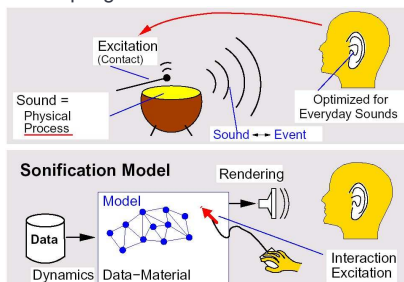 Excitation
(Contact)
Sound =
Physical
Process
Optimized for
Everyday Sounds
Sound ↔ Event
Sonification Model
Rendering
Model
Data
Dynamics
Data-Material
Interaction
Excitation